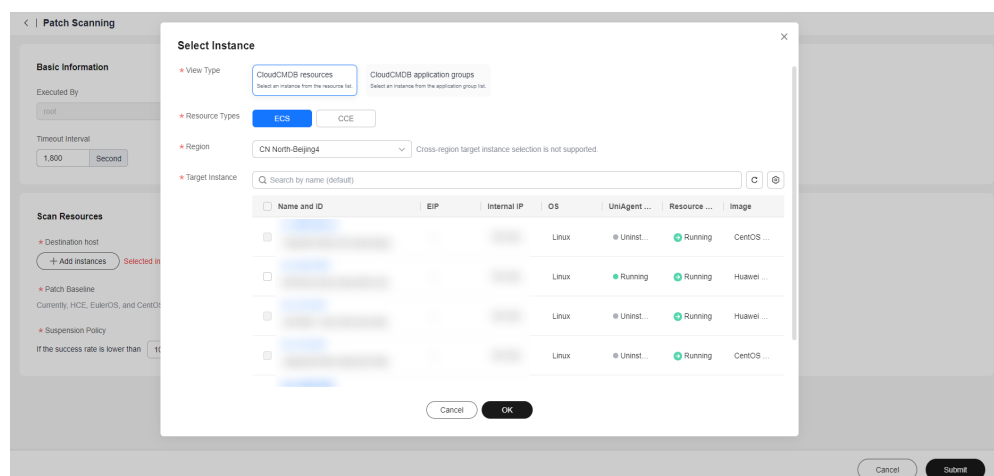 Patch Scanning
Basic Information
Executed By
root
Timeout Interval
1,800 Second
Scan Resources
* Destination host
+ Add instances Selected in
* Patch Baseline
Currently, HCE, EulerOS, and CentOS
* Suspension Policy
If the success rate is lower than 10
Select Instance
* View Type
CloudCMDB resources
Select an instance from the resource list.
CloudCMDB application groups
Select an instance from the application group list.
* Resource Types ECS CCE
* Region CN North-Beijing4 Cross-region target instance selection is not supported.
* Target Instance Search by name (default)
Name and ID EIP Internal IP OS UniAgent ... Resource ... Image
Linux Uninst... Running CentOS ...
Linux Running Running Huawei ...
Linux Uninst... Running Huawei ...
Linux Uninst... Running CentOS ...
Cancel OK
Cancel Submit